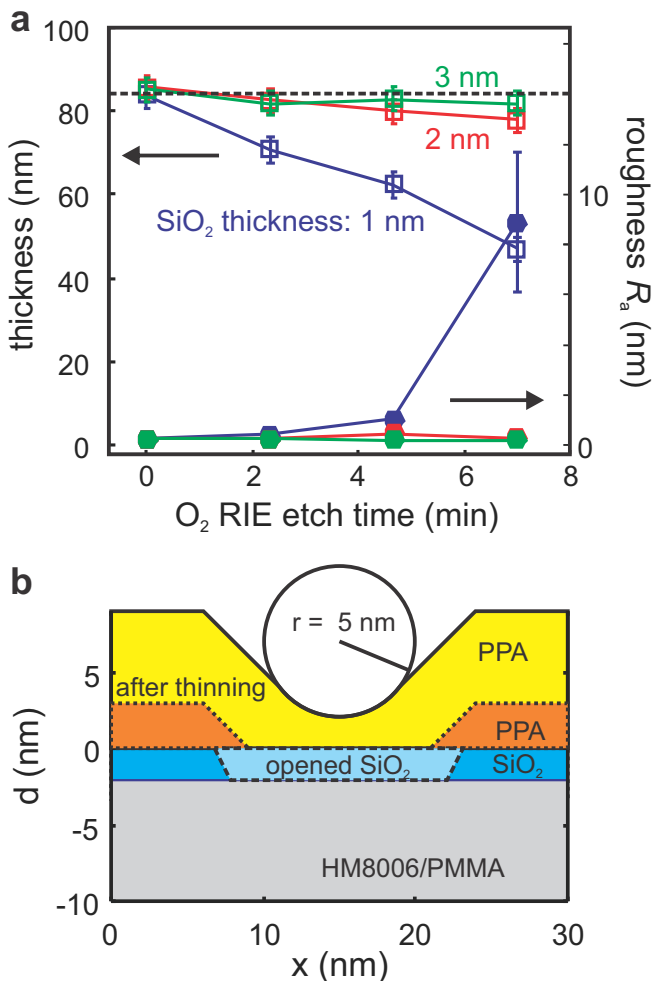 a
100
80
60
40
20
0
thickness (nm)
3 nm
2 nm
SiO₂ thickness: 1 nm
10
0
roughness Rₐ (nm)
0 2 4 6 8
O₂ RIE etch time (min)
b
r = 5 nm
PPA
after thinning
PPA
opened SiO₂
SiO₂
HM8006/PMMA
5
0
-5
-10
d (nm)
0 10 20 30
x (nm)